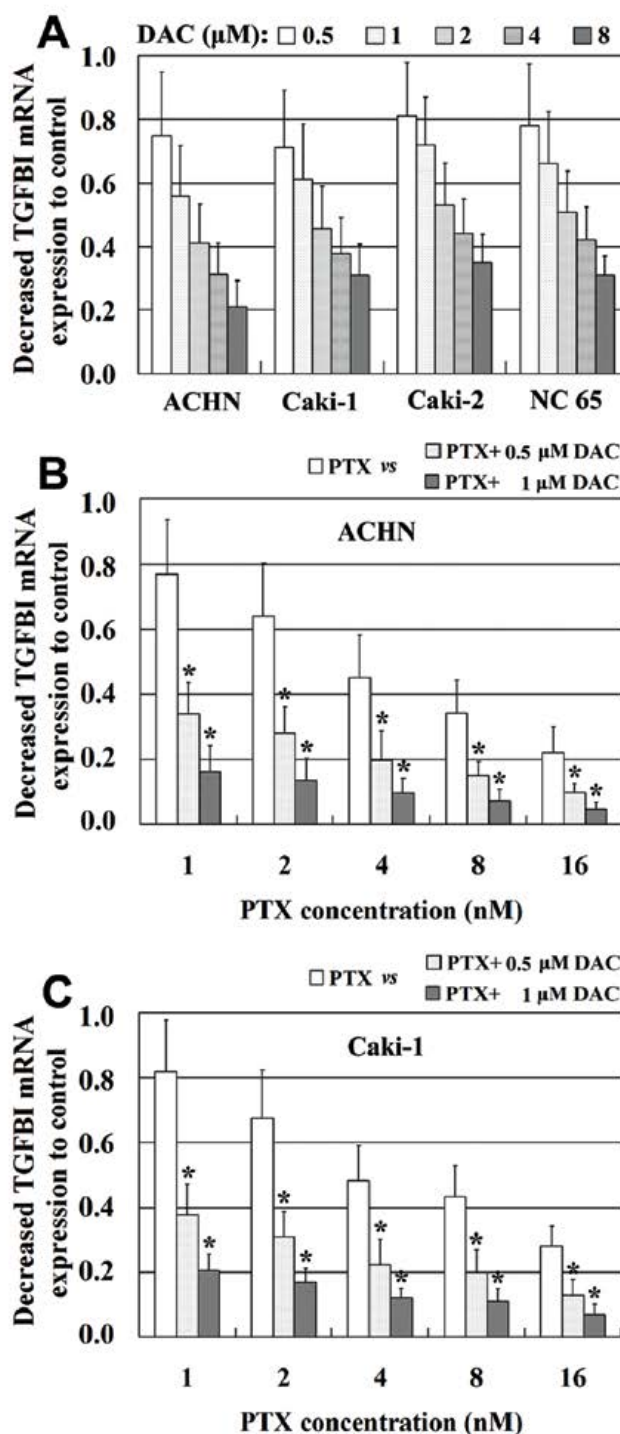 A
DAC (µM): 0.5 1 2 4 8
Decreased TGFBI mRNA
expression to control
1.0
0.8
0.6
0.4
0.2
0.0
ACHN Caki-1 Caki-2 NC 65
B
PTX vs
PTX+ 0.5 µM DAC
PTX+ 1 µM DAC
Decreased TGFBI mRNA
expression to control
1.0
0.8
0.6
0.4
0.2
0.0
ACHN
* * * * * * * * * *
1 2 4 8 16
PTX concentration (nM)
C
PTX vs
PTX+ 0.5 µM DAC
PTX+ 1 µM DAC
Decreased TGFBI mRNA
expression to control
1.0
0.8
0.6
0.4
0.2
0.0
Caki-1
* * * * * * * * * *
1 2 4 8 16
PTX concentration (nM)